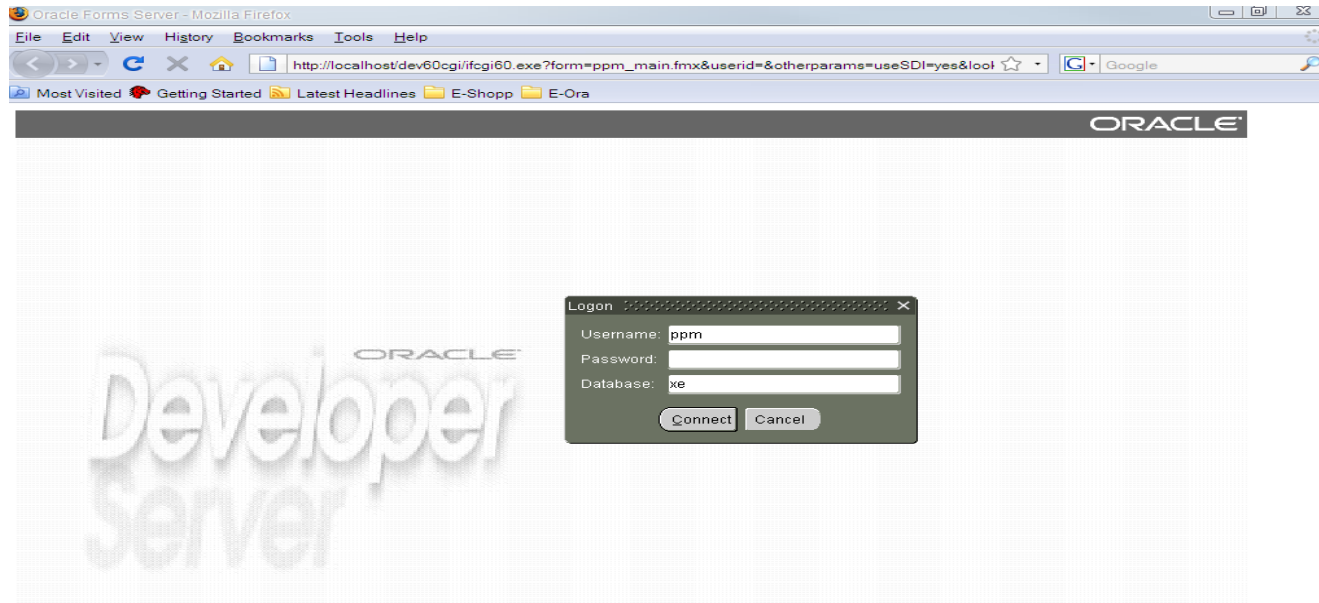 Oracle Forms Server - Mozilla Firefox
File Edit View History Bookmarks Tools Help
http://localhost/dev60cgi/ifcgi60.exe?form=ppm_main.fmx&userid=&otherparams=useSDI=yes&look
G Google
Most Visited Getting Started Latest Headlines E-Shopp E-Ora
ORACLE
Logon
Username: ppm
Password:
Database: xe
Connect Cancel
ORACLE
Developer
Server